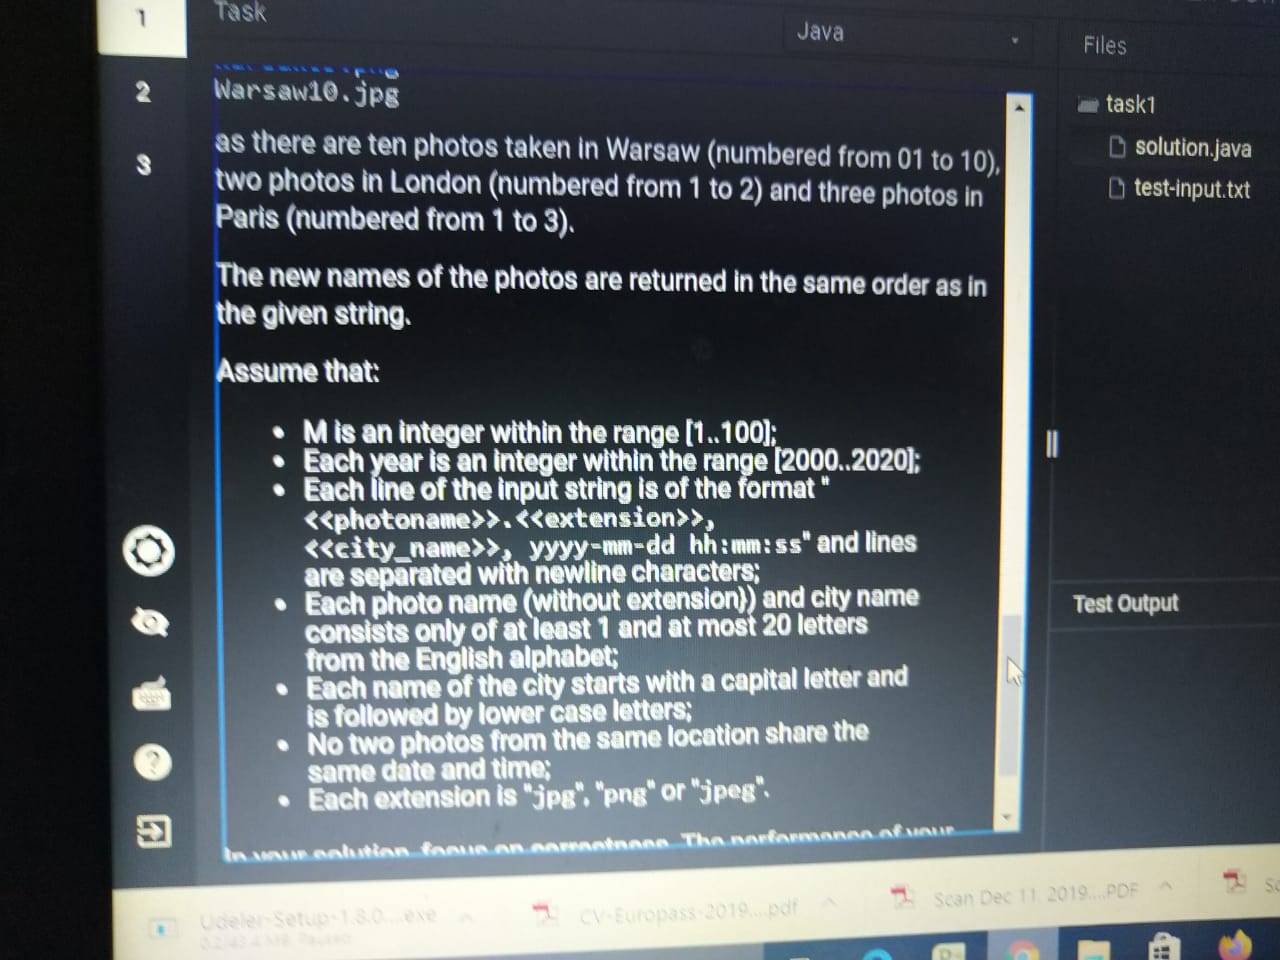 1
Task
Java
Files
2
Warsaw10.jpg
task1
3
as there are ten photos taken in Warsaw (numbered from 01 to 10),
solution.java
two photos in London (numbered from 1 to 2) and three photos in
test-input.txt
Paris (numbered from 1 to 3).
The new names of the photos are returned in the same order as in
the given string.
Assume that:
• M is an integer within the range [1..100];
• Each year is an integer within the range [2000..2020];
• Each line of the input string is of the format "
<<photoname>>.<<extension>>,
<<city_name>>, yyyy-mm-dd hh:mm:ss" and lines
are separated with newline characters;
• Each photo name (without extension)) and city name
consists only of at least 1 and at most 20 letters
from the English alphabet;
• Each name of the city starts with a capital letter and
is followed by lower case letters;
• No two photos from the same location share the
same date and time;
• Each extension is "jpg", "png" or "jpeg".
Test Output
In your solution, focus on correctness. The performance of your
Udeler-Setup-1.8.0....exe
CV-Europass-2019....pdf
Scan Dec 11, 2019....PDF